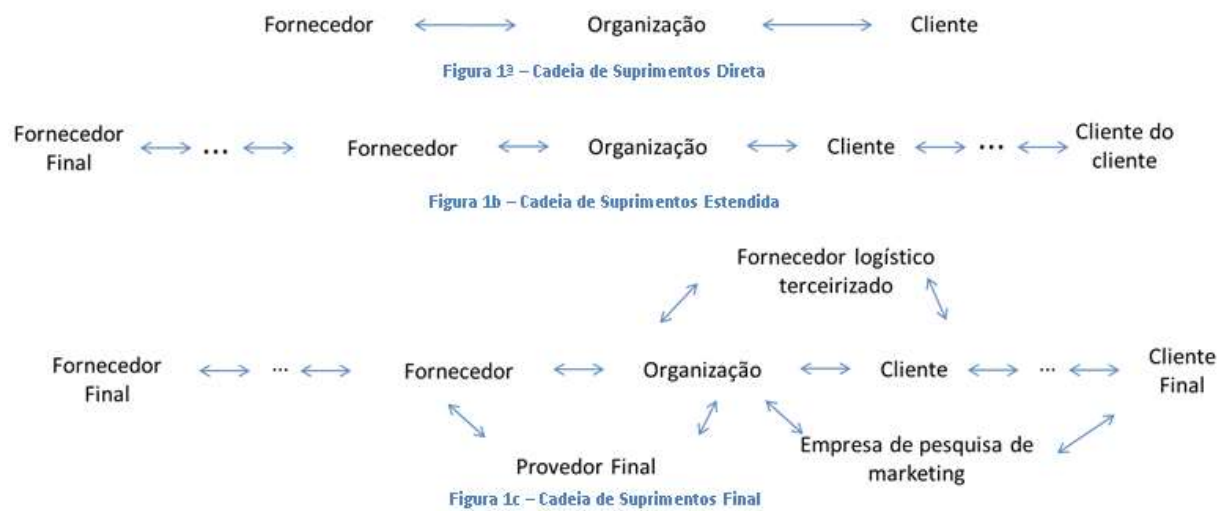 Fornecedor Organização Cliente
Figura 1ª – Cadeia de Suprimentos Direta
Fornecedor
Final
...
Fornecedor
Organização
Cliente
...
Cliente do
cliente
Figura 1b – Cadeia de Suprimentos Estendida
Fornecedor logístico
terceirizado
Fornecedor
Final
...
Fornecedor
Organização
Cliente
...
Cliente
Final
Provedor Final
Empresa de pesquisa de
marketing
Figura 1c – Cadeia de Suprimentos Final